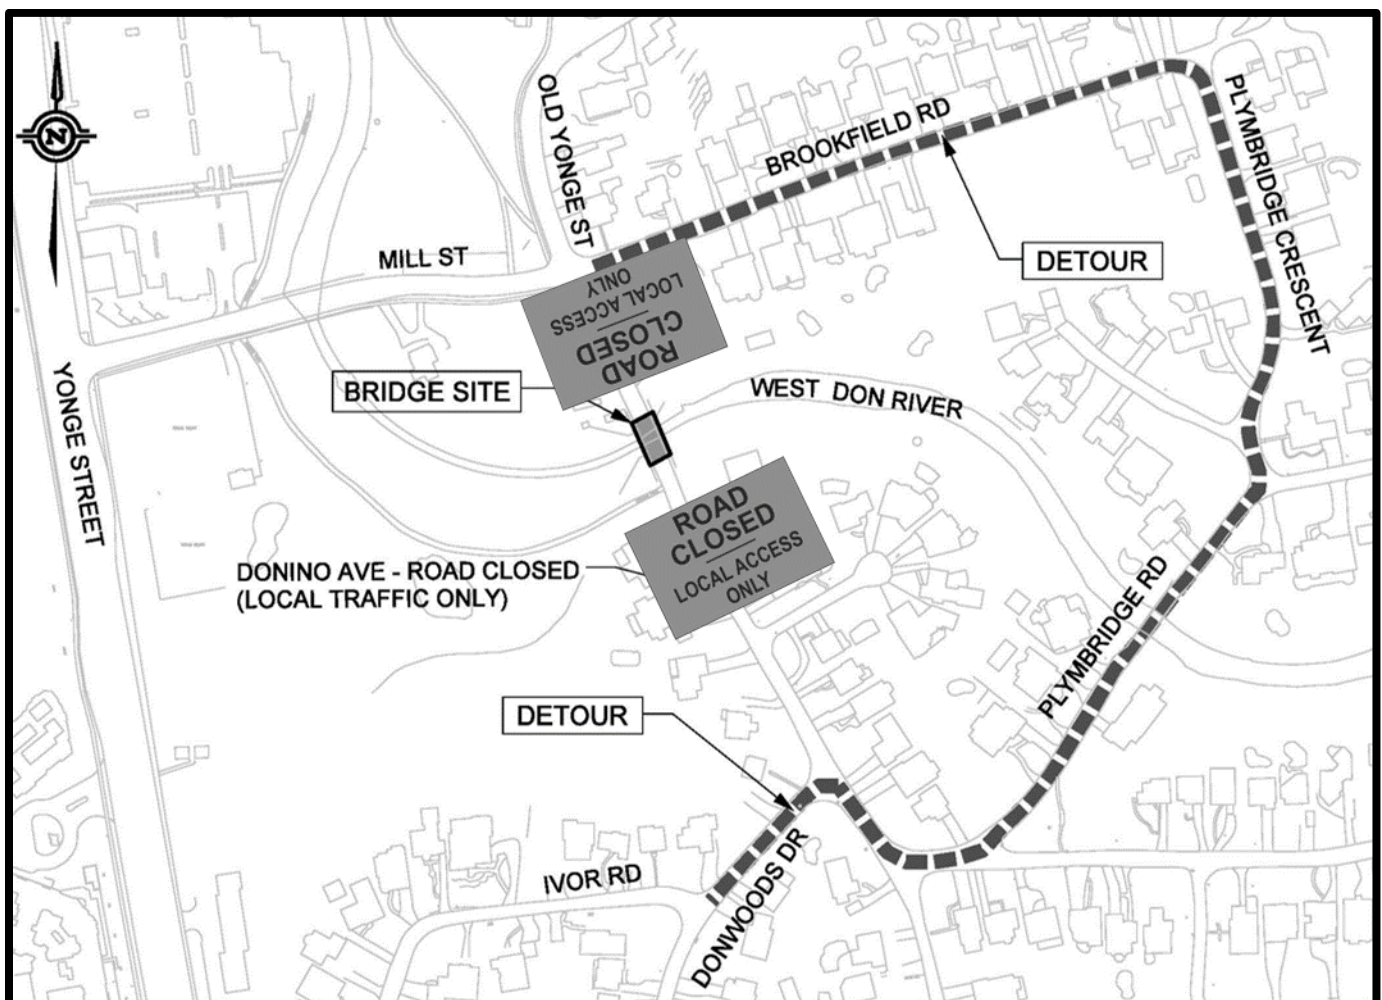 OLD YONGE ST
BROOKFIELD RD
PLYMBRIDGE CRESCENT
N
MILL ST
DETOUR
ROAD
CLOSED
LOCAL ACCESS
ONLY
BRIDGE SITE
WEST DON RIVER
YONGE STREET
ROAD
CLOSED
LOCAL ACCESS
ONLY
DONINO AVE - ROAD CLOSED
(LOCAL TRAFFIC ONLY)
PLYMBRIDGE RD
DETOUR
IVOR RD
DONWOODS DR